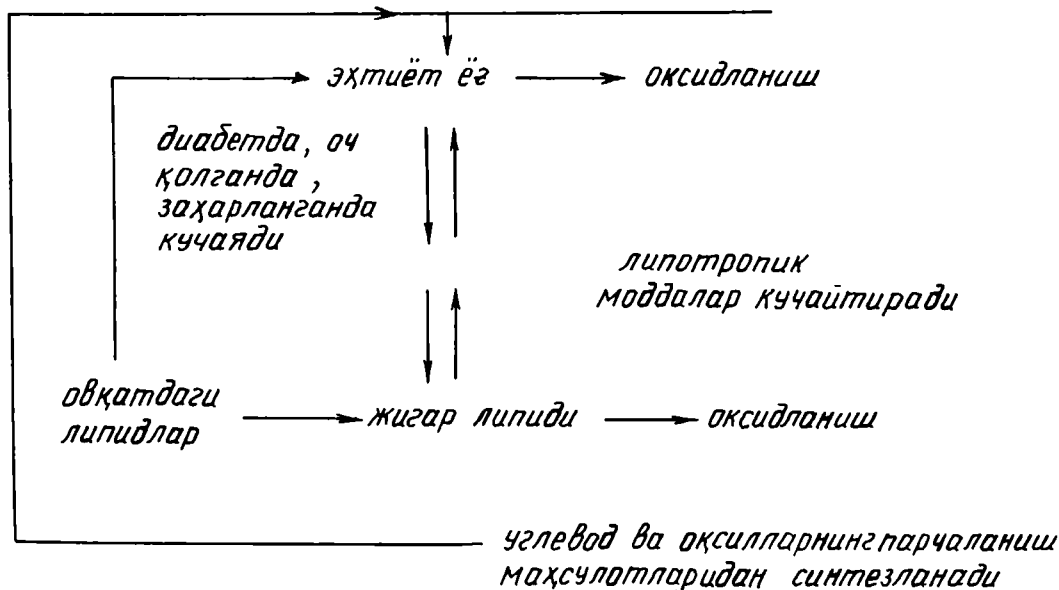 эҳтиёт ёғ
оксидланиш
диабетда, оч
қолганда,
заҳарланганда
кучаяди
липотропик
моддалар кучайтиради
овқатдаги
липидлар
жигар липиди
оксидланиш
углевод ва оқсилларнинг парчаланиш
маҳсулотларидан синтезланади